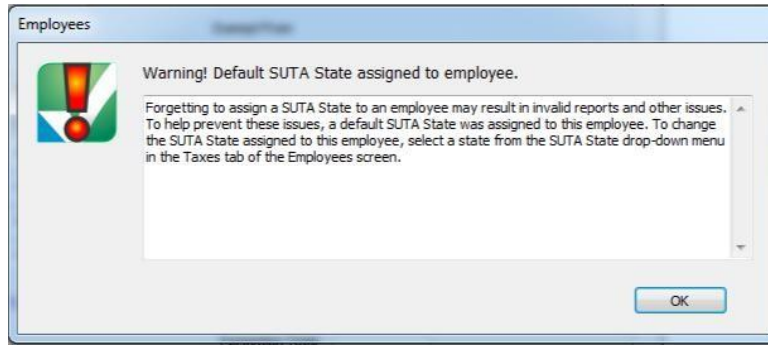 Employees
Warning! Default SUTA State assigned to employee.
Forgetting to assign a SUTA State to an employee may result in invalid reports and other issues.
To help prevent these issues, a default SUTA State was assigned to this employee. To change
the SUTA State assigned to this employee, select a state from the SUTA State drop-down menu
in the Taxes tab of the Employees screen.
OK